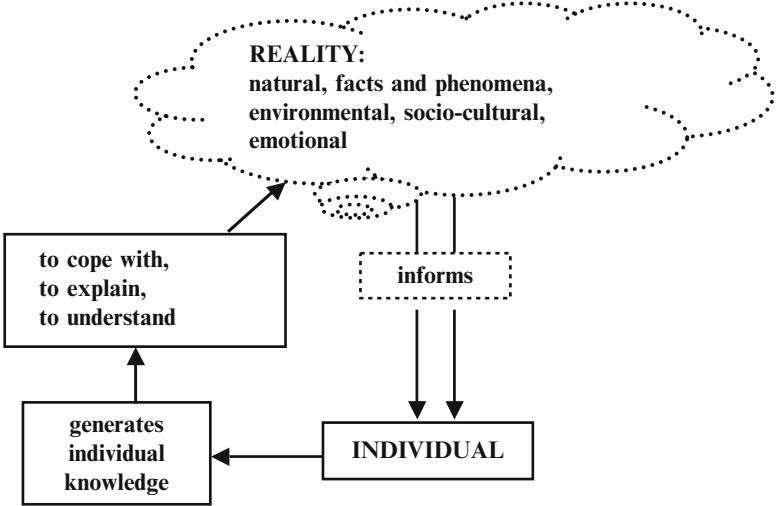 REALITY:
natural, facts and phenomena,
environmental, socio-cultural,
emotional
to cope with,
to explain,
to understand
informs
generates
individual
knowledge
INDIVIDUAL